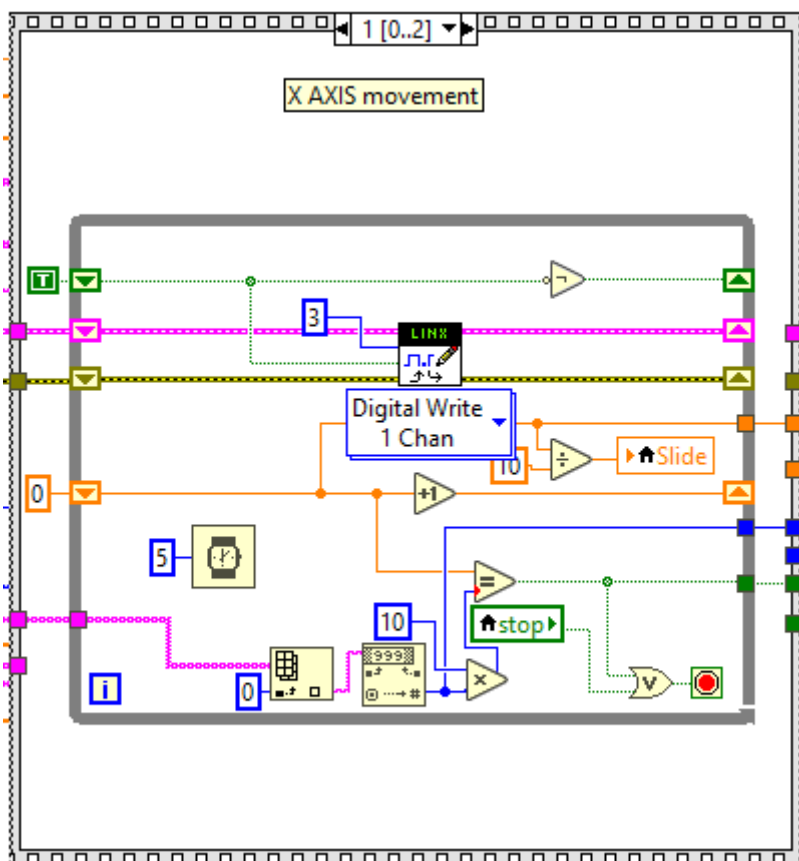 1 [0..2]
X AXIS movement
T
3
LINX
Digital Write
1 Chan
10
÷
Slide
0
+1
5
=
stop
10
999
×
0
#
i
V